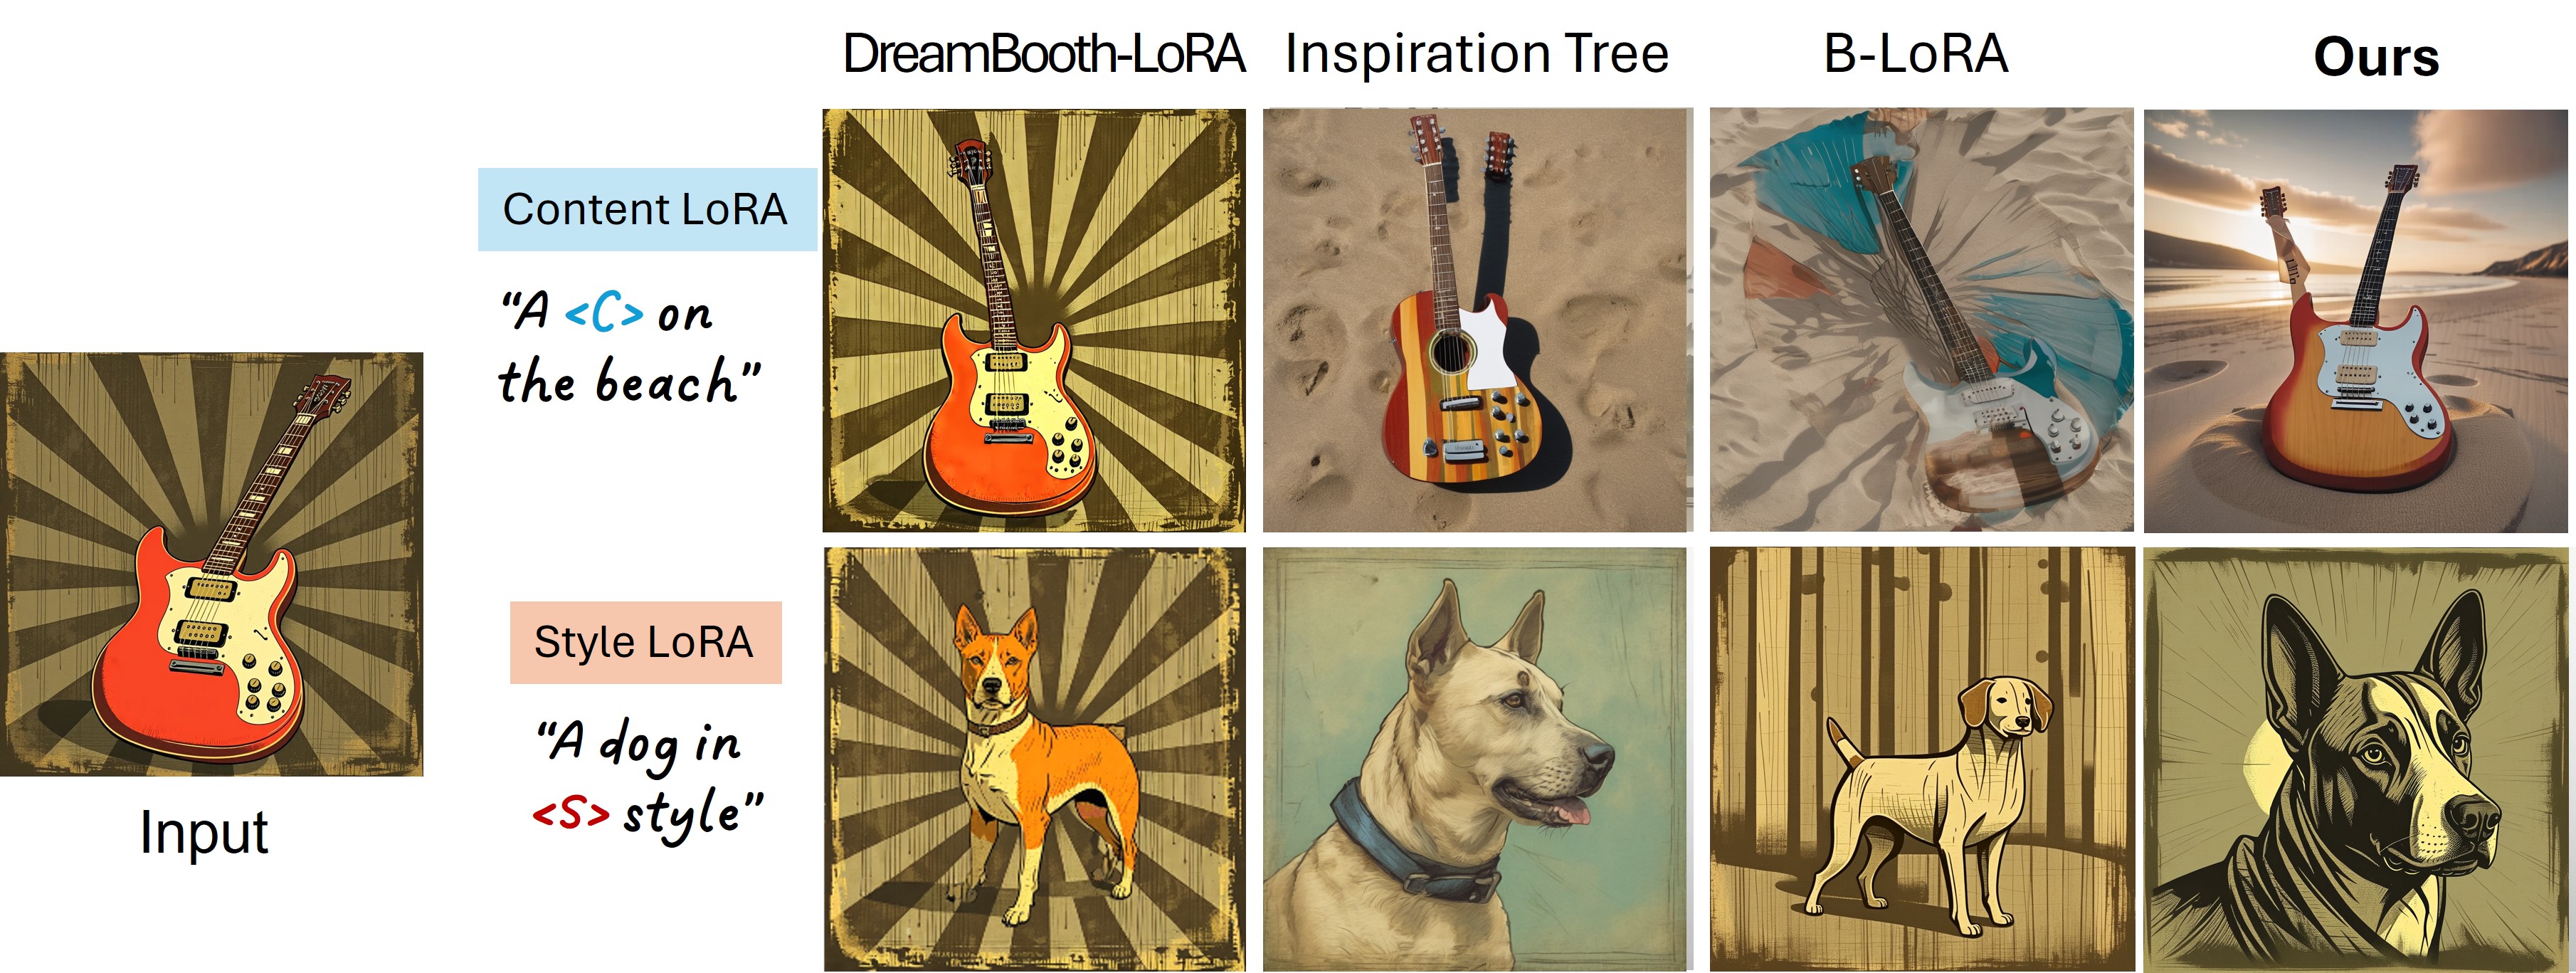 DreamBooth-LoRA
Inspiration Tree
B-LoRA
Ours
Content LoRA
“A <C> on
the beach”
Style LoRA
“A dog in
<S> style”
Input